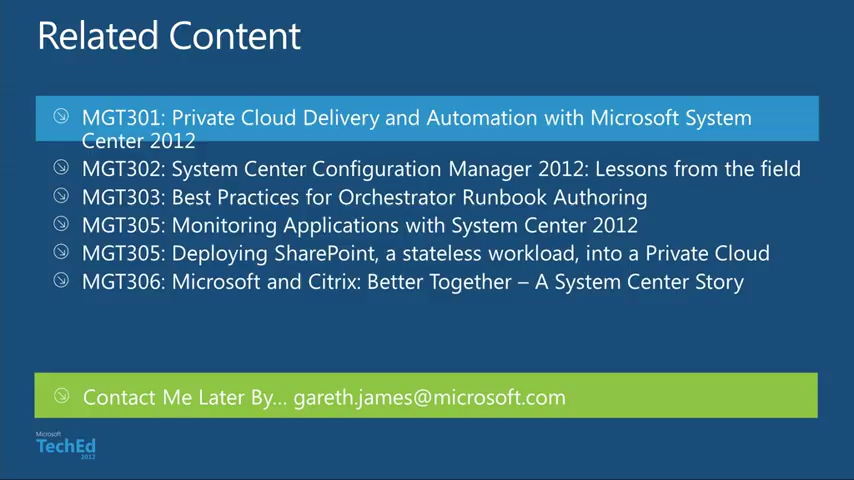 Related Content
MGT301: Private Cloud Delivery and Automation with Microsoft System
Center 2012
MGT302: System Center Configuration Manager 2012: Lessons from the field
MGT303: Best Practices for Orchestrator Runbook Authoring
MGT305: Monitoring Applications with System Center 2012
MGT305: Deploying SharePoint, a stateless workload, into a Private Cloud
MGT306: Microsoft and Citrix: Better Together – A System Center Story
Contact Me Later By... gareth.james@microsoft.com
Microsoft
TechEd
2012